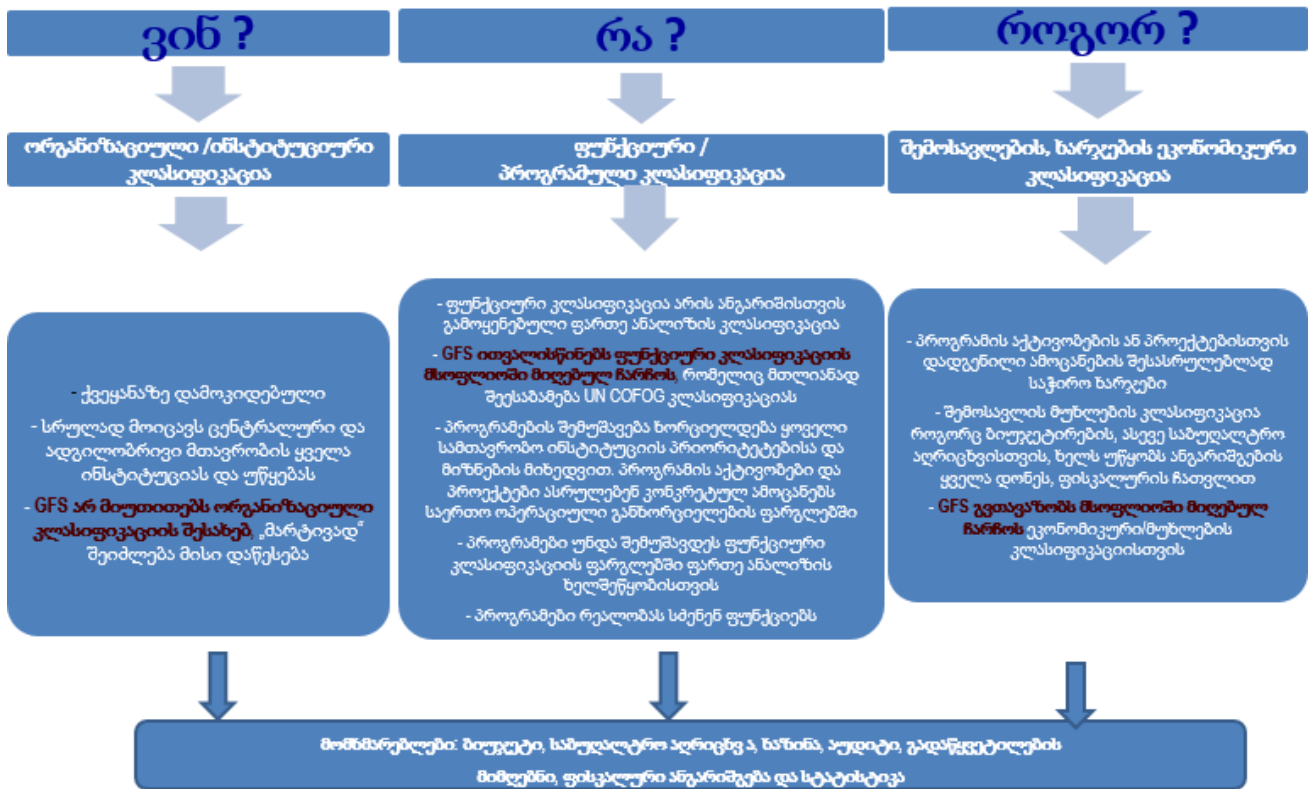 ვინ ?
ორგანიზაციული /ინსტიტუციური
კლასიფიკაცია
- ქვეყანაზე დამოკიდებული
- სრულად მოიცავს ცენტრალური და
ადგილობრივი მთავრობის ყველა
ინსტიტუციას და უწყებას
- GFS არ მიუთითებს ორგანიზაციული
კლასიფიკაციის შესახებ, „მარტივად“
შეიძლება მისი დაწესება
რა ?
ფუნქციური /
პროგრამული კლასიფიკაცია
- ფუნქციური კლასიფიკაცია არის ანგარიშისთვის
გამოყენებული ფართე ანალიზის კლასიფიკაცია
- GFS ითვალისწინებს ფუნქციური კლასიფიკაციის
მსოფლიოში მიღებულ ჩარჩოს, რომელიც მთლიანად
შეესაბამება UN COFOG კლასიფიკაციას
- პროგრამების შემუშავება ხორციელდება ყოველი
სამთავრობო ინსტიტუციის პრიორიტეტებისა და
მიზნების მიხედვით. პროგრამის აქტივობები და
პროექტები ასრულებენ კონკრეტულ ამოცანებს
საერთო ოპერაციული განხორციელების ფარგლებში
- პროგრამები უნდა შემუშავდეს ფუნქციური
კლასიფიკაციის ფარგლებში ფართე ანალიზის
ხელშეწყობისთვის
- პროგრამები რეალობას სძენენ ფუნქციებს
როგორ ?
შემოსავლების, ხარჯების ეკონომიკური
კლასიფიკაცია
- პროგრამის აქტივობების ან პროექტებისთვის
დადგენილი ამოცანების შესასრულებლად
საჭირო ხარჯები
- შემოსავლის მუხლების კლასიფიკაცია
როგორც ბიუჯეტირების, ასევე საბუღალტრო
აღრიცხვისთვის, ხელს უწყობს ანგარიშგების
ყველა დონეს, ფისკალურის ჩათვლით
- GFS გვთავაზობს მსოფლიოში მიღებულ
ჩარჩოს ეკონომიკური/მუხლების
კლასიფიკაციისთვის
მომხმარებლები: ბიუჯეტი, საბუღალტრო აღრიცხვ ა, ხაზინა, აუდიტი, გადაწყვეტილების
მიმღებნი, ფისკალური ანგარიშგება და სტატისტიკა